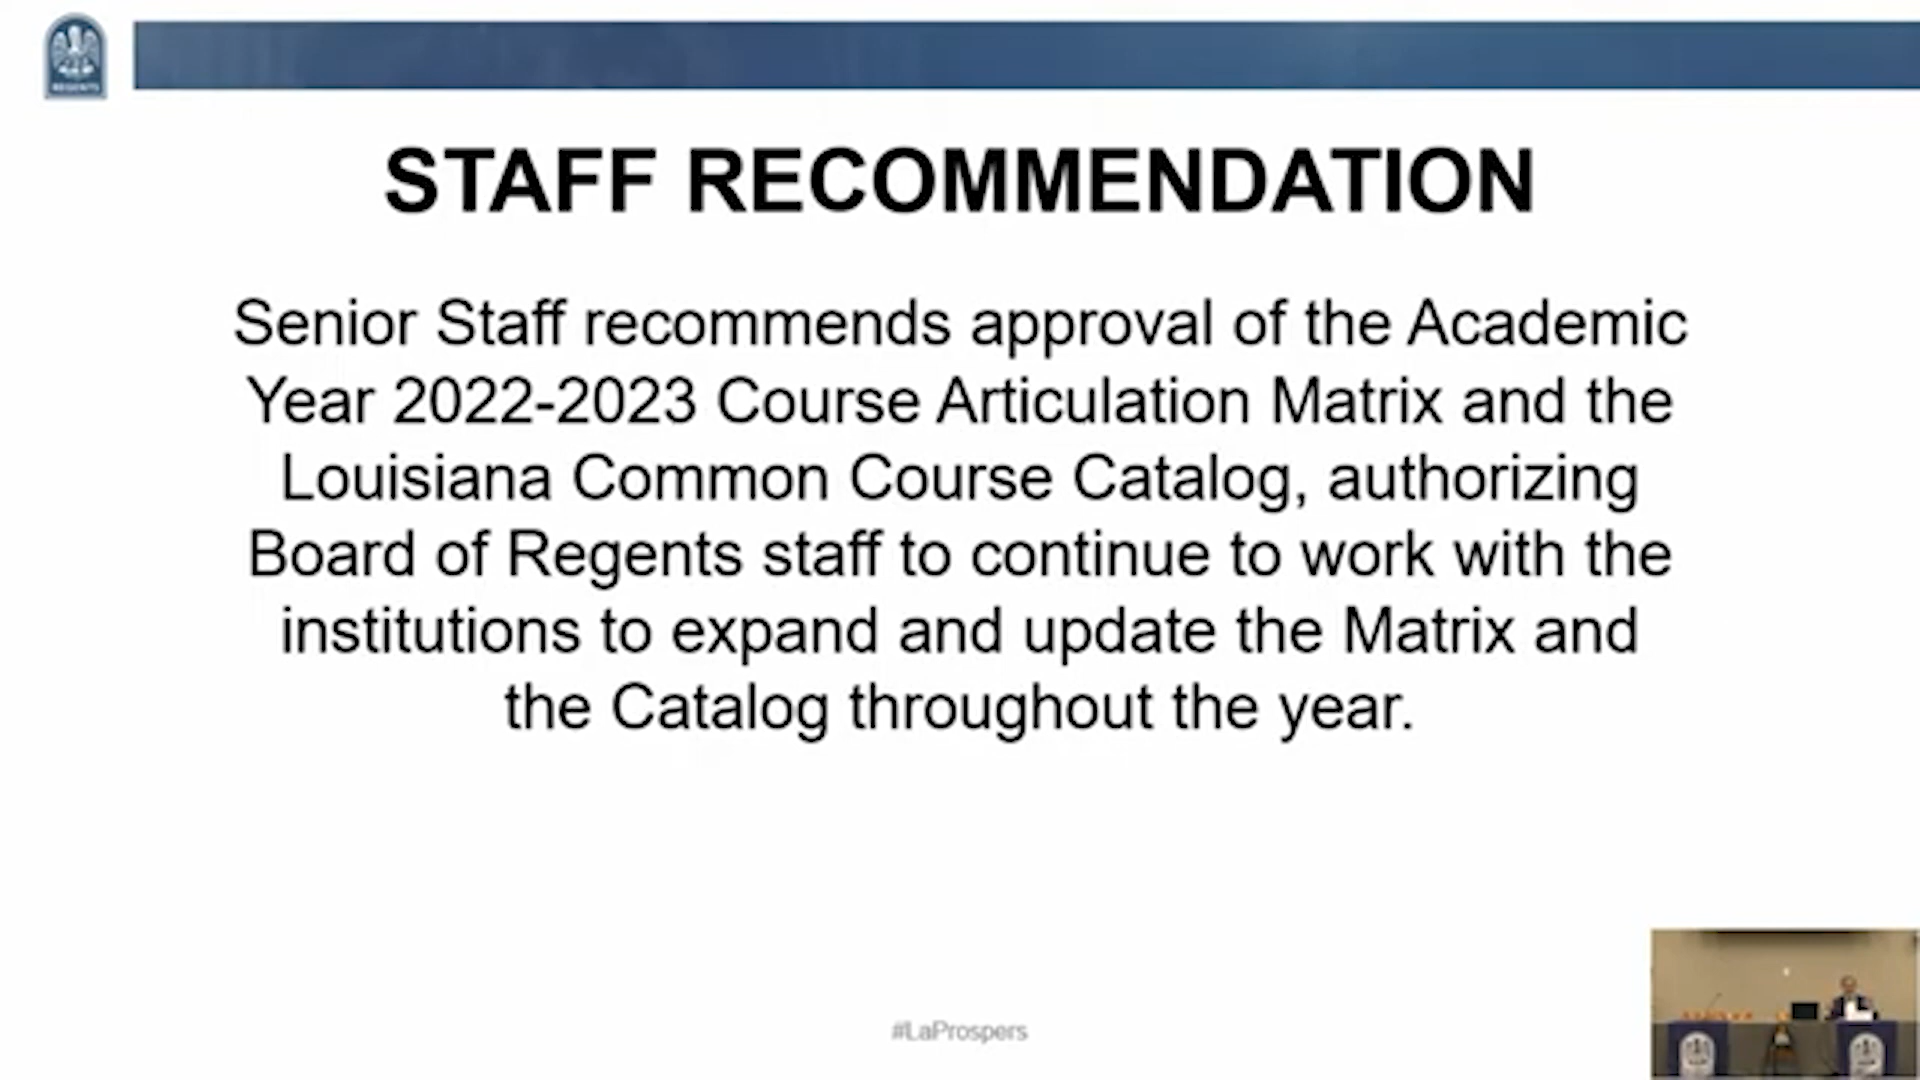 REGENTS
STAFF RECOMMENDATION
Senior Staff recommends approval of the Academic
Year 2022-2023 Course Articulation Matrix and the
Louisiana Common Course Catalog, authorizing
Board of Regents staff to continue to work with the
institutions to expand and update the Matrix and
the Catalog throughout the year.
#LaProspers